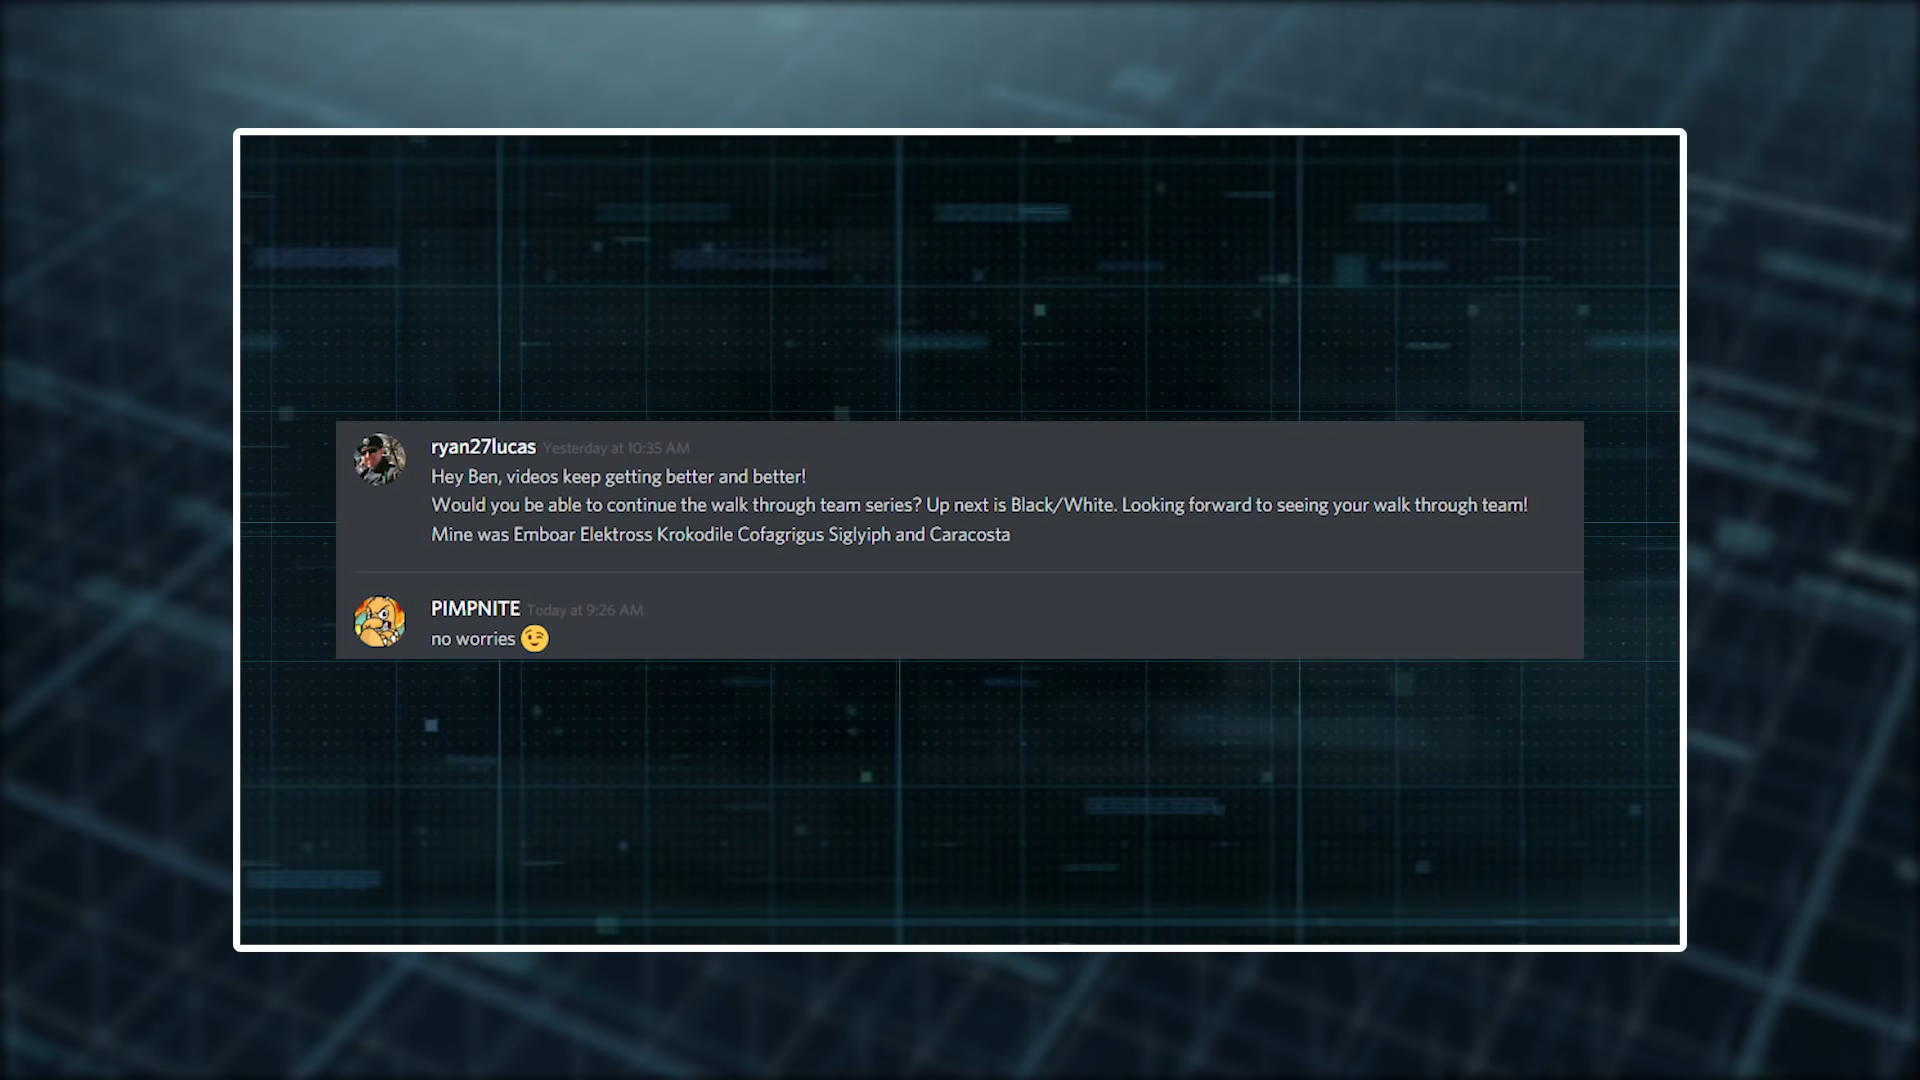 ryan27lucas Yesterday at 10:35 AM
Hey Ben, videos keep getting better and better!
Would you be able to continue the walk through team series? Up next is Black/White. Looking forward to seeing your walk through team!
Mine was Emboar Elektross Krokodile Cofagrigus Siglyiph and Caracosta
PIMPNITE Today at 9:26 AM
no worries 😉